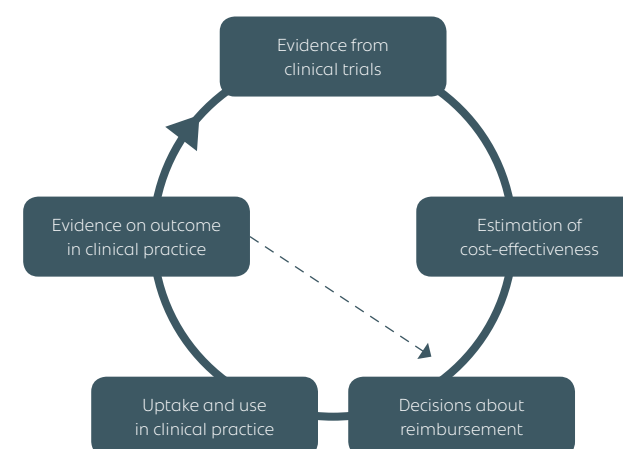 Evidence from
clinical trials
Evidence on outcome
in clinical practice
Estimation of
cost-effectiveness
Uptake and use
in clinical practice
Decisions about
reimbursement